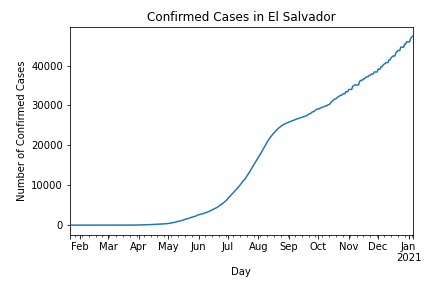 Confirmed Cases in El Salvador
Number of Confirmed Cases
40000
30000
20000
10000
0
Feb Mar Apr May Jun Jul Aug Sep Oct Nov Dec Jan
2021
Day